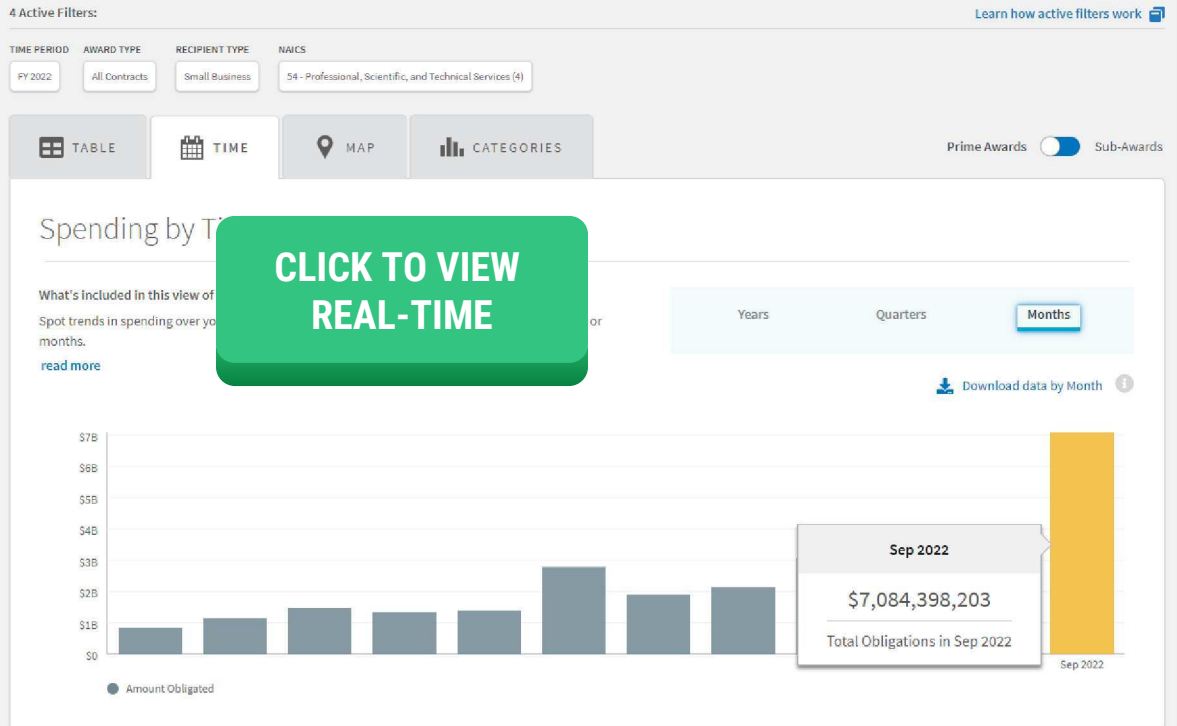 4 Active Filters:
Learn how active filters work
TIME PERIOD AWARD TYPE RECIPIENT TYPE NAICS
FY 2022 All Contracts Small Business 54 - Professional, Scientific, and Technical Services (4)
TABLE TIME MAP CATEGORIES
Prime Awards Sub-Awards
Spending by
CLICK TO VIEW
REAL-TIME
What's included in this view of
Spot trends in spending over or
months.
read more
Years Quarters Months
Download data by Month
$7B
$6B
$5B
$4B
$3B
$2B
$1B
$0
Sep 2022
$7,084,398,203
Total Obligations in Sep 2022
Sep 2022
Amount Obligated